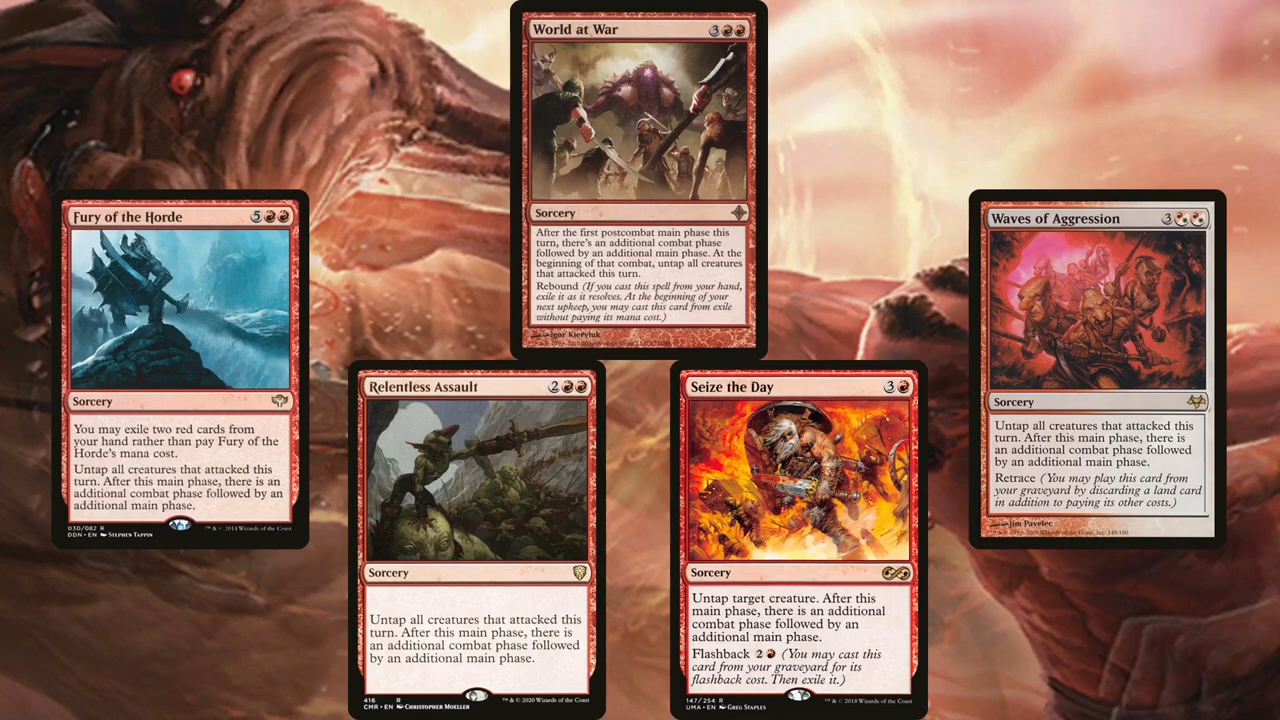 World at War 3
Sorcery
After the first postcombat main phase this
turn, there's an additional combat phase
followed by an additional main phase. At the
beginning of that combat, untap all creatures
that attacked this turn.
Rebound (If you cast this spell from your hand,
exile it as it resolves. At the beginning of your
next upkeep, you may cast this card from exile
without paying its mana cost.)
Igor Kieryluk
Fury of the Horde 5
Sorcery
You may exile two red cards from
your hand rather than pay Fury of the
Horde's mana cost.
Untap all creatures that attacked this
turn. After this main phase, there is an
additional combat phase followed by an
additional main phase.
030/082 R
DDN • EN STEPHEN TAPPIN
™ & © 2014 Wizards of the Coast
Relentless Assault 2
Sorcery
Untap all creatures that attacked this
turn. After this main phase, there is
an additional combat phase followed
by an additional main phase.
416 R
CMR • EN CHRISTOPHER MOELLER
™ & © 2020 Wizards of the Coast
Seize the Day 3
Sorcery
Untap target creature. After this
main phase, there is an additional
combat phase followed by an
additional main phase.
Flashback 2 (You may cast this
card from your graveyard for its
flashback cost. Then exile it.)
147/254 R
UMA • EN GREG STAPLES
™ & © 2018 Wizards of the Coast
Waves of Aggression 3
Sorcery
Untap all creatures that attacked this
turn. After this main phase, there is
an additional combat phase followed
by an additional main phase.
Retrace (You may play this card from
your graveyard by discarding a land card
in addition to paying its other costs.)
Jim Pavelec